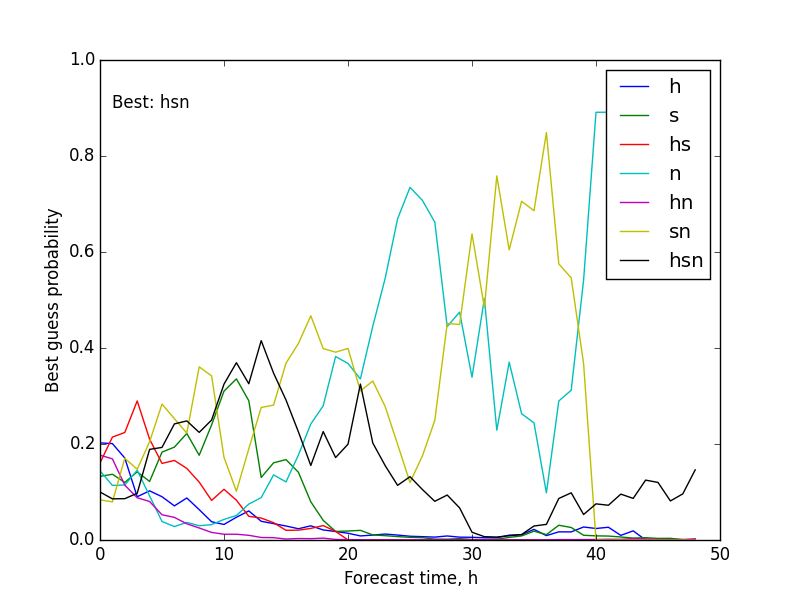 1.0
0.8
0.6
0.4
0.2
0.0
0
10
20
30
40
50
Best guess probability
Forecast time, h
Best: hsn
h
s
hs
n
hn
sn
hsn